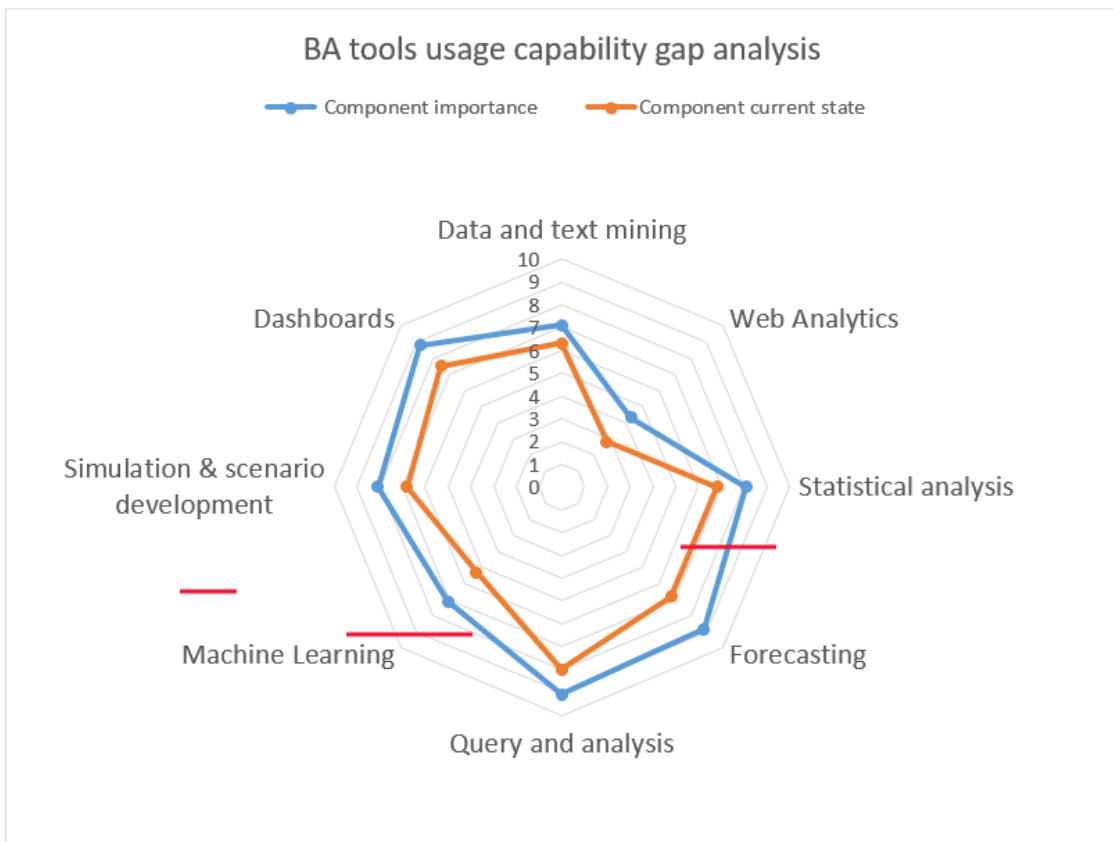 BA tools usage capability gap analysis
Component importance
Component current state
Data and text mining
10
9
8
7
6
5
4
3
2
1
0
Dashboards
Web Analytics
Simulation & scenario
development
Statistical analysis
Machine Learning
Forecasting
Query and analysis